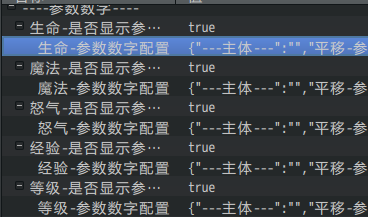 ----参数数字----
生命-是否显示参… true
生命-参数数字配置 {"---主体---":"","平移-参
魔法-是否显示参… true
魔法-参数数字配置 {"---主体---":"","平移-参
怒气-是否显示参… true
怒气-参数数字配置 {"---主体---":"","平移-参
经验-是否显示参… true
经验-参数数字配置 {"---主体---":"","平移-参
等级-是否显示参… true
等级-参数数字配置 {"---主体---":"","平移-参